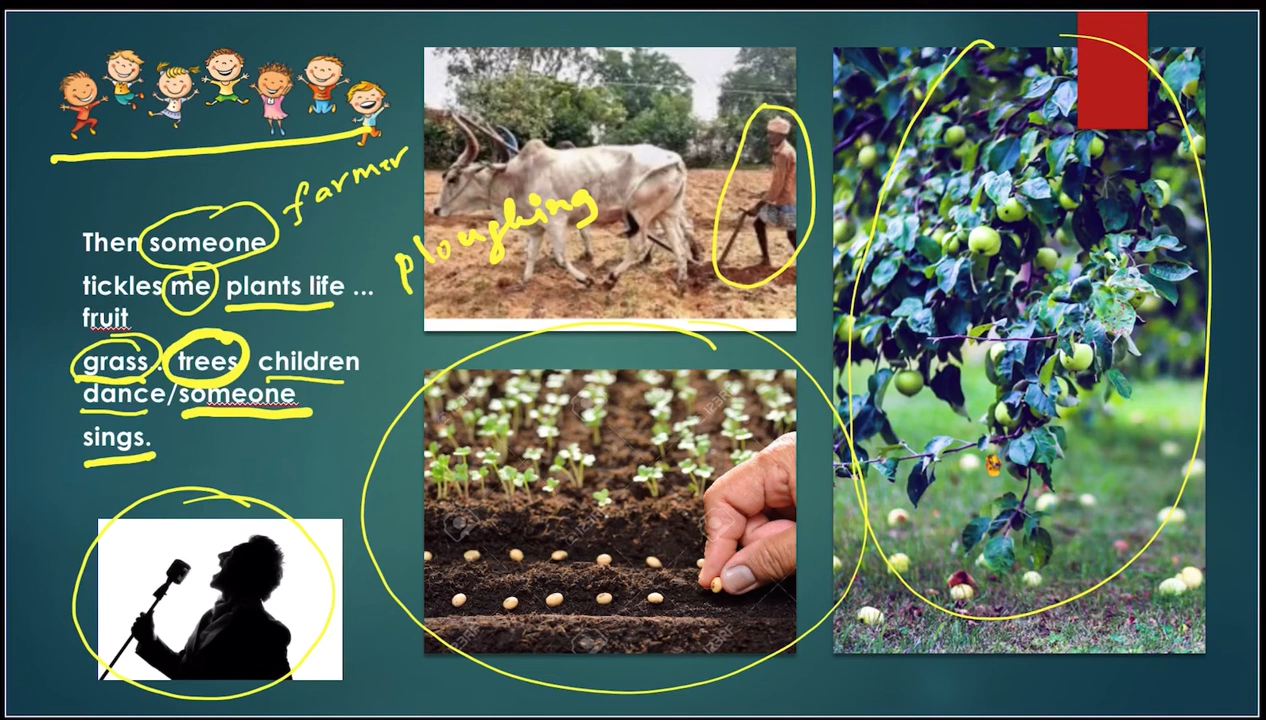 farmer
Then someone
tickles me plants life ...
fruit
grass. trees children
dance/someone
sings.
ploughing